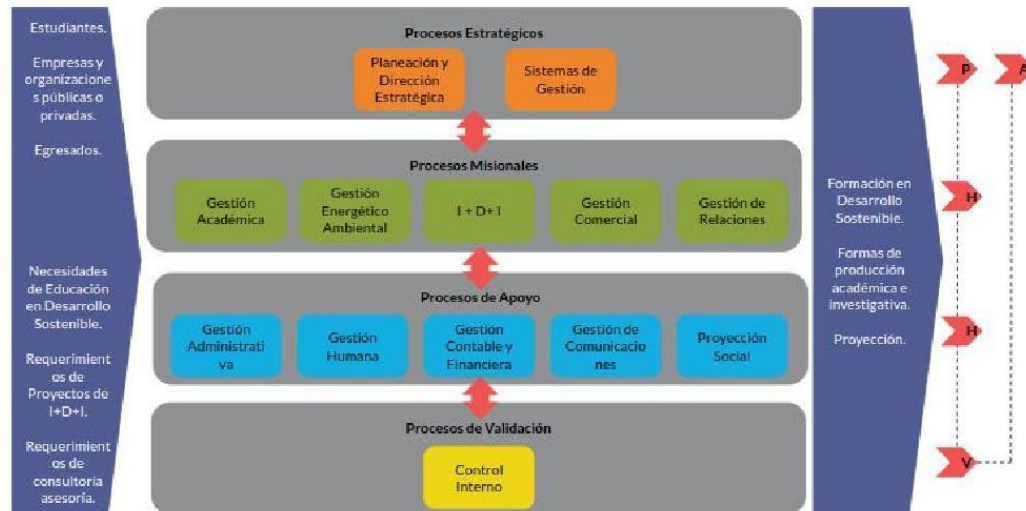 Estudiantes.
Empresas y
organizacione
s públicas o
privadas.
Egresados.
Necesidades
de Educación
en Desarrollo
Sostenible.
Requerimient
os de
Proyectos de
I+D+I.
Requerimient
os de
consultoría
asesoría.
Procesos Estratégicos
Planeación y
Dirección
Estratégica
Sistemas de
Gestión
Procesos Misionales
Gestión
Académica
Gestión
Energético
Ambiental
I + D+ I
Gestión
Comercial
Gestión de
Relaciones
Procesos de Apoyo
Gestión
Administrati
va
Gestión
Humana
Gestión
Contable y
Financiera
Gestión de
Comunicacio
nes
Proyección
Social
Procesos de Validación
Control
Interno
Formación en
Desarrollo
Sostenible.
Formas de
producción
académica e
investigativa.
Proyección.
P
A
H
H
V